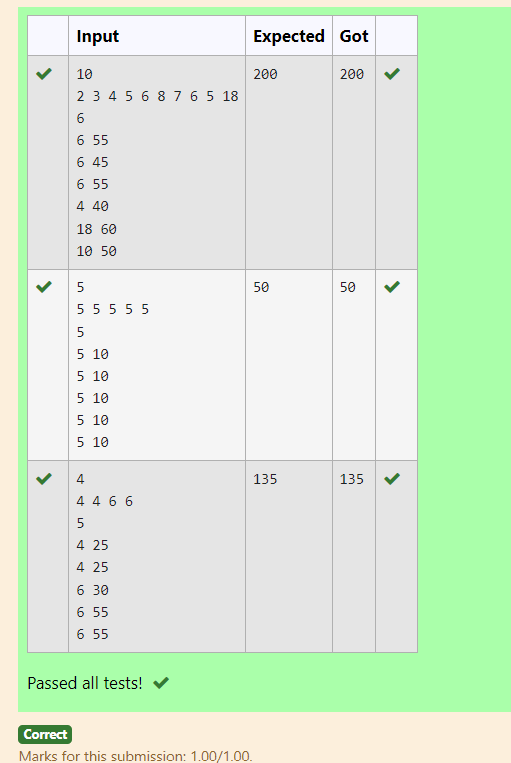 Input Expected Got
10 200 200
2 3 4 5 6 8 7 6 5 18
6
6 55
6 45
6 55
4 40
18 60
10 50
5 50 50
5 5 5 5 5
5
5 10
5 10
5 10
5 10
5 10
4 135 135
4 4 6 6
5
4 25
4 25
6 30
6 55
6 55
Passed all tests!
Correct
Marks for this submission: 1.00/1.00.